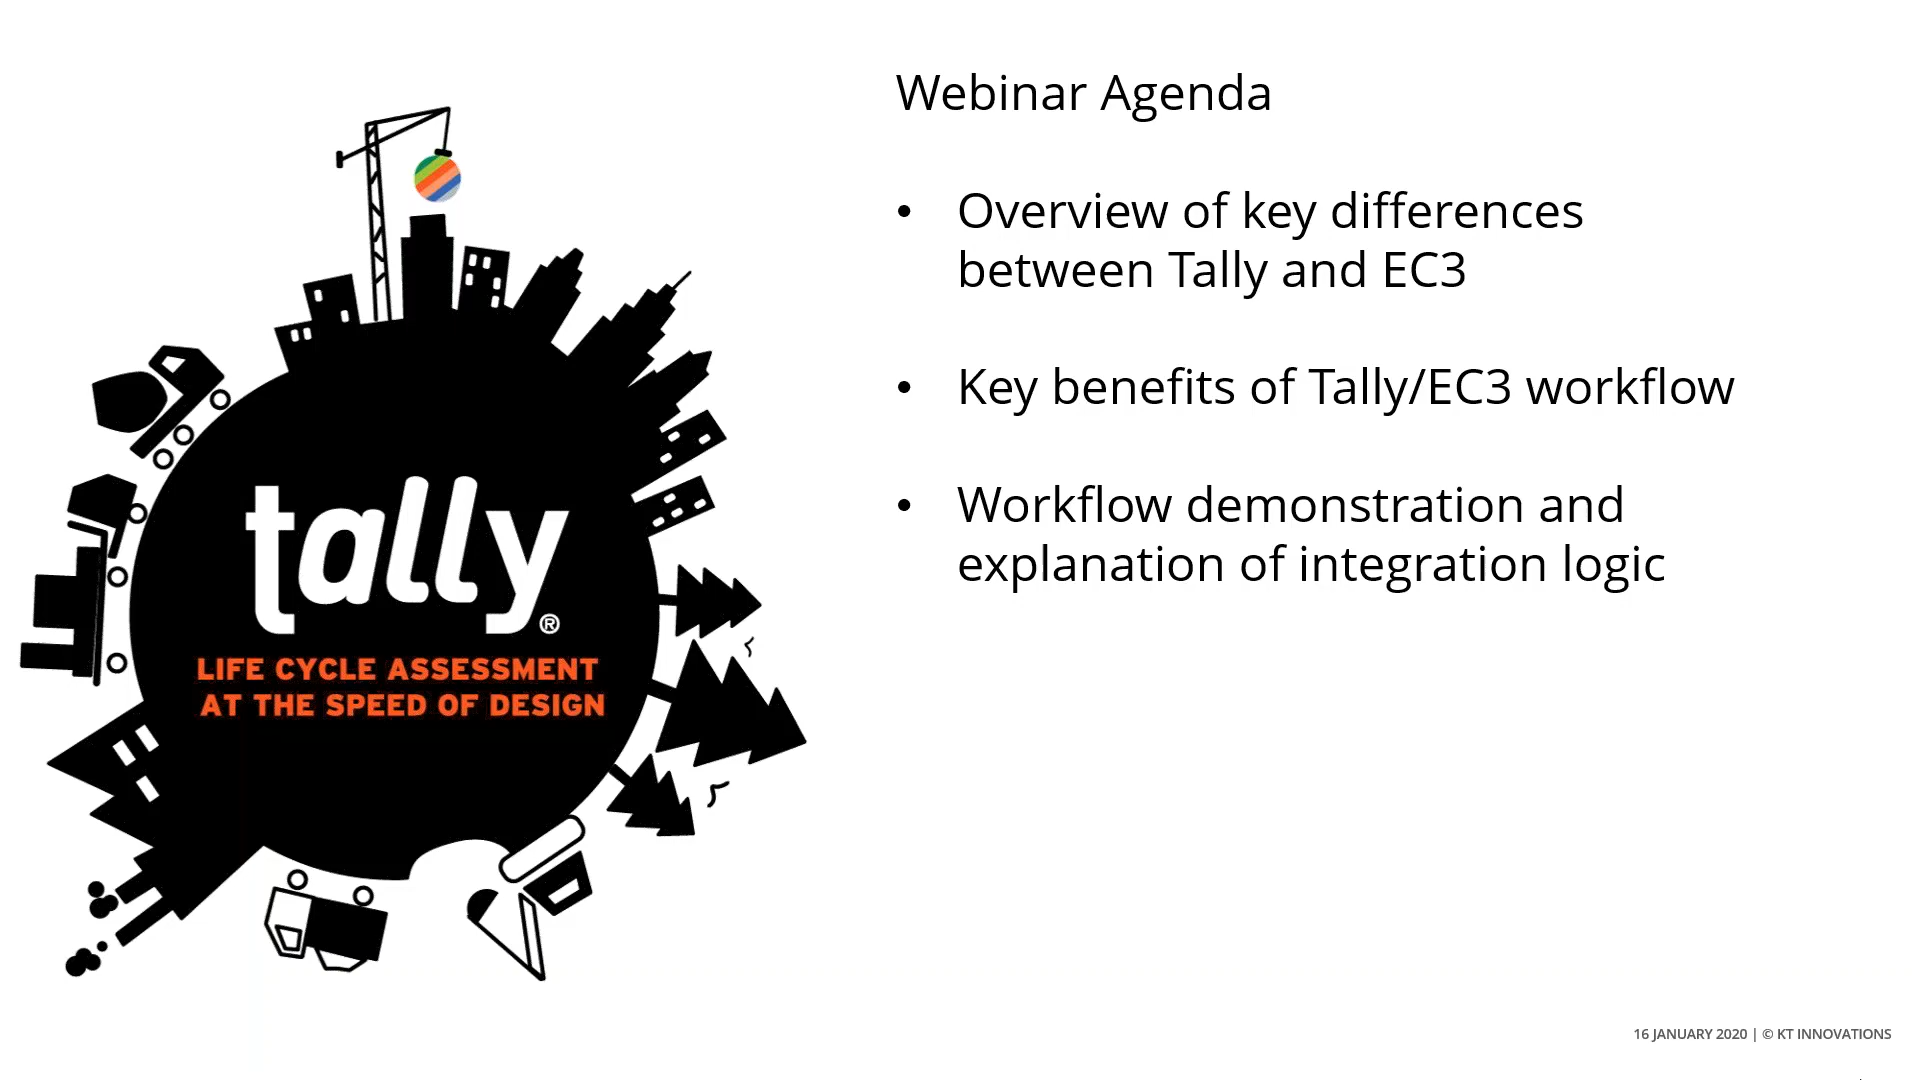 Webinar Agenda
• Overview of key differences
between Tally and EC3
• Key benefits of Tally/EC3 workflow
• Workflow demonstration and
explanation of integration logic
tally®
LIFE CYCLE ASSESSMENT
AT THE SPEED OF DESIGN
16 JANUARY 2020 | © KT INNOVATIONS